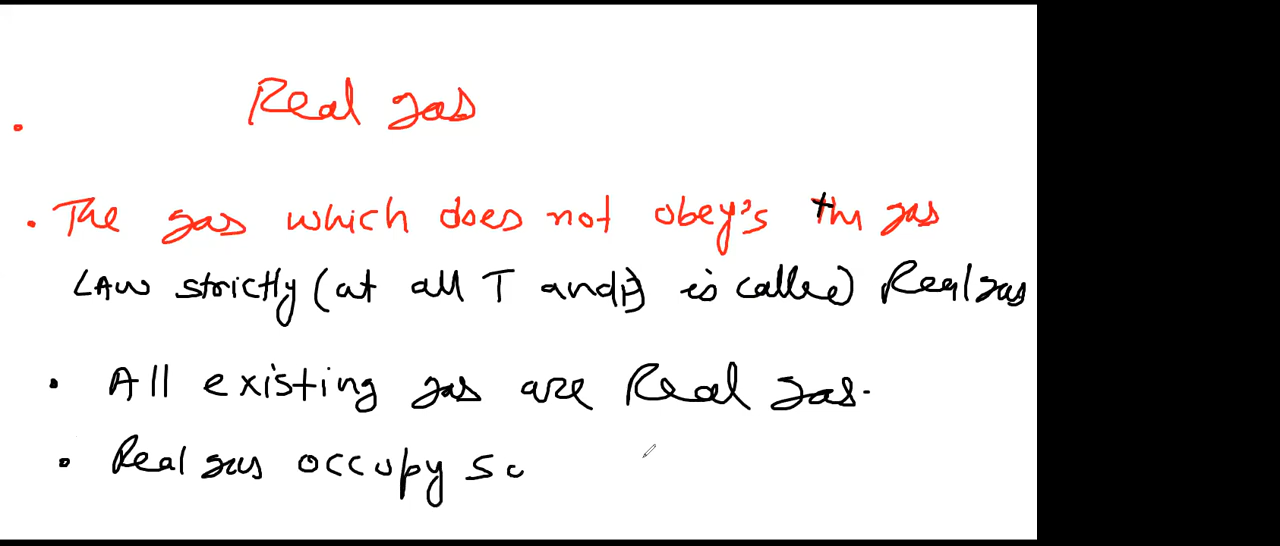 Real gas
• The gas which does not obey's the gas
LAW strictly (at all T and P) is called Real gas
• All existing gas are Real gas.
• Real gas occupy so